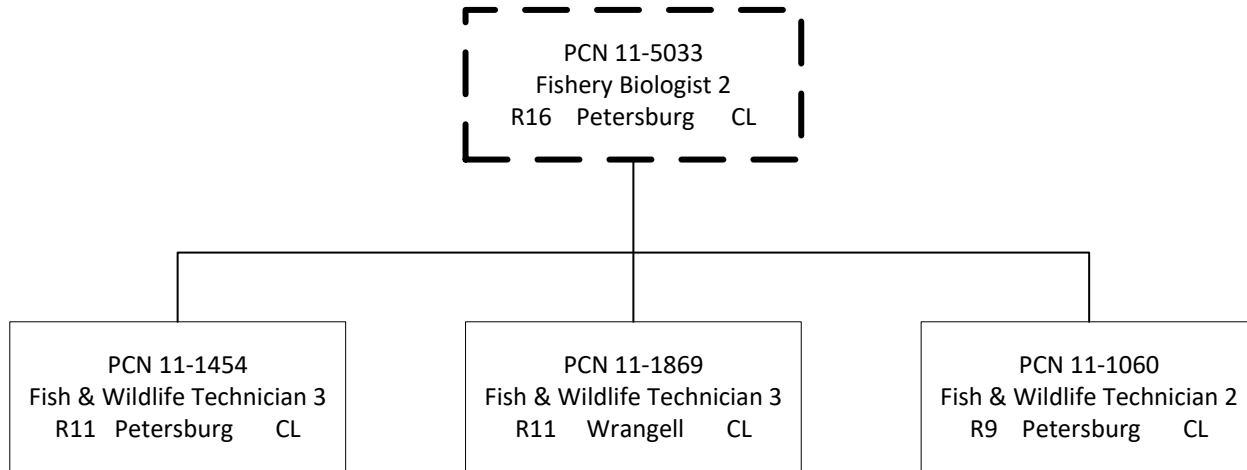 PCN 11-5033
Fishery Biologist 2
R16 Petersburg CL
PCN 11-1454
Fish & Wildlife Technician 3
R11 Petersburg CL
PCN 11-1869
Fish & Wildlife Technician 3
R11 Wrangell CL
PCN 11-1060
Fish & Wildlife Technician 2
R9 Petersburg CL